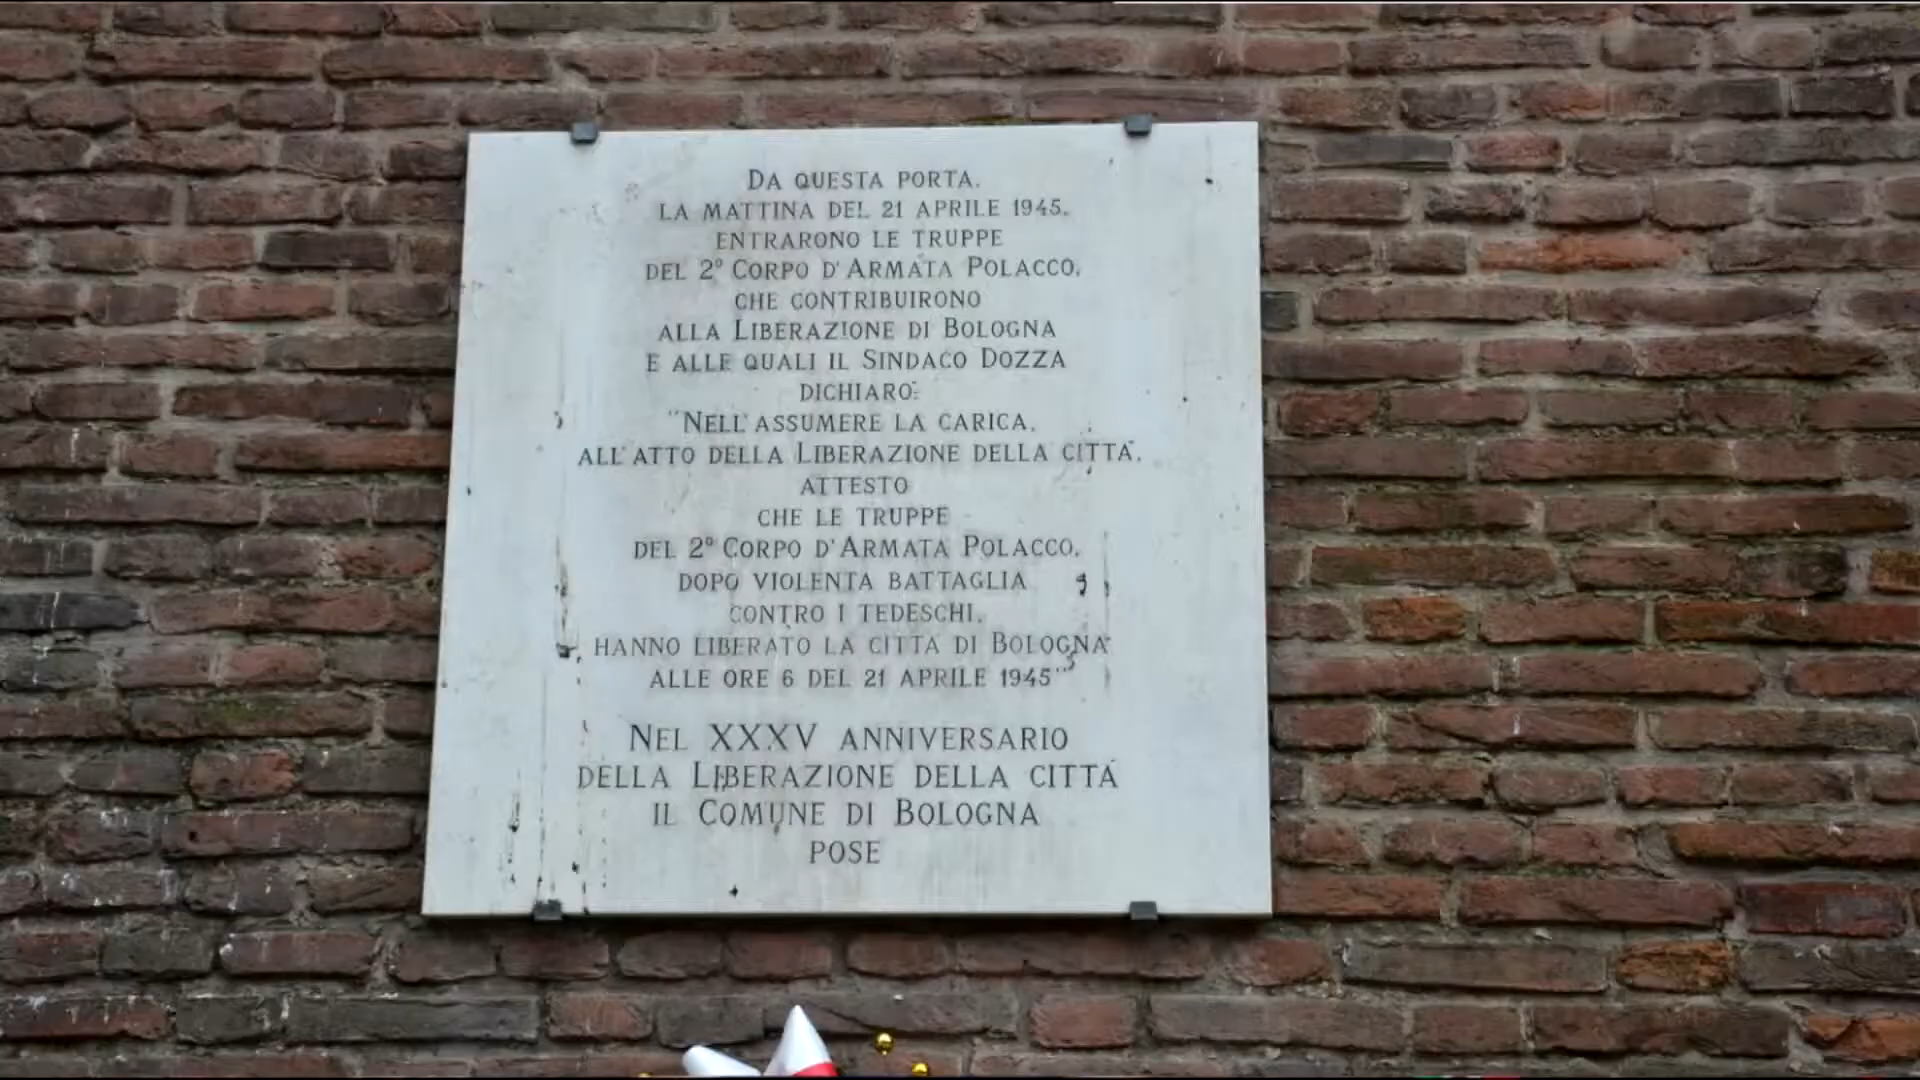 DA QUESTA PORTA,
LA MATTINA DEL 21 APRILE 1945,
ENTRARONO LE TRUPPE
DEL 2° CORPO D'ARMATA POLACCO,
CHE CONTRIBUIRONO
ALLA LIBERAZIONE DI BOLOGNA
E ALLE QUALI IL SINDACO DOZZA
DICHIARO':
"NELL'ASSUMERE LA CARICA,
ALL'ATTO DELLA LIBERAZIONE DELLA CITTA',
ATTESTO
CHE LE TRUPPE
DEL 2° CORPO D'ARMATA POLACCO,
DOPO VIOLENTA BATTAGLIA
CONTRO I TEDESCHI,
HANNO LIBERATO LA CITTA' DI BOLOGNA
ALLE ORE 6 DEL 21 APRILE 1945"
NEL XXXV ANNIVERSARIO
DELLA LIBERAZIONE DELLA CITTA'
IL COMUNE DI BOLOGNA
POSE